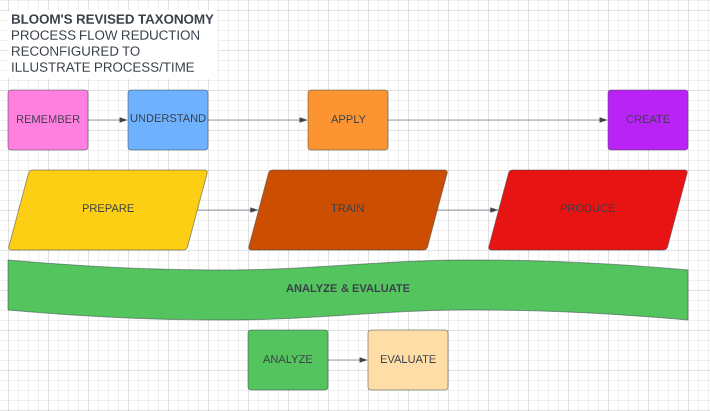 BLOOM'S REVISED TAXONOMY
PROCESS FLOW REDUCTION
RECONFIGURED TO
ILLUSTRATE PROCESS/TIME
REMEMBER
UNDERSTAND
APPLY
CREATE
PREPARE
TRAIN
PRODUCE
ANALYZE & EVALUATE
ANALYZE
EVALUATE